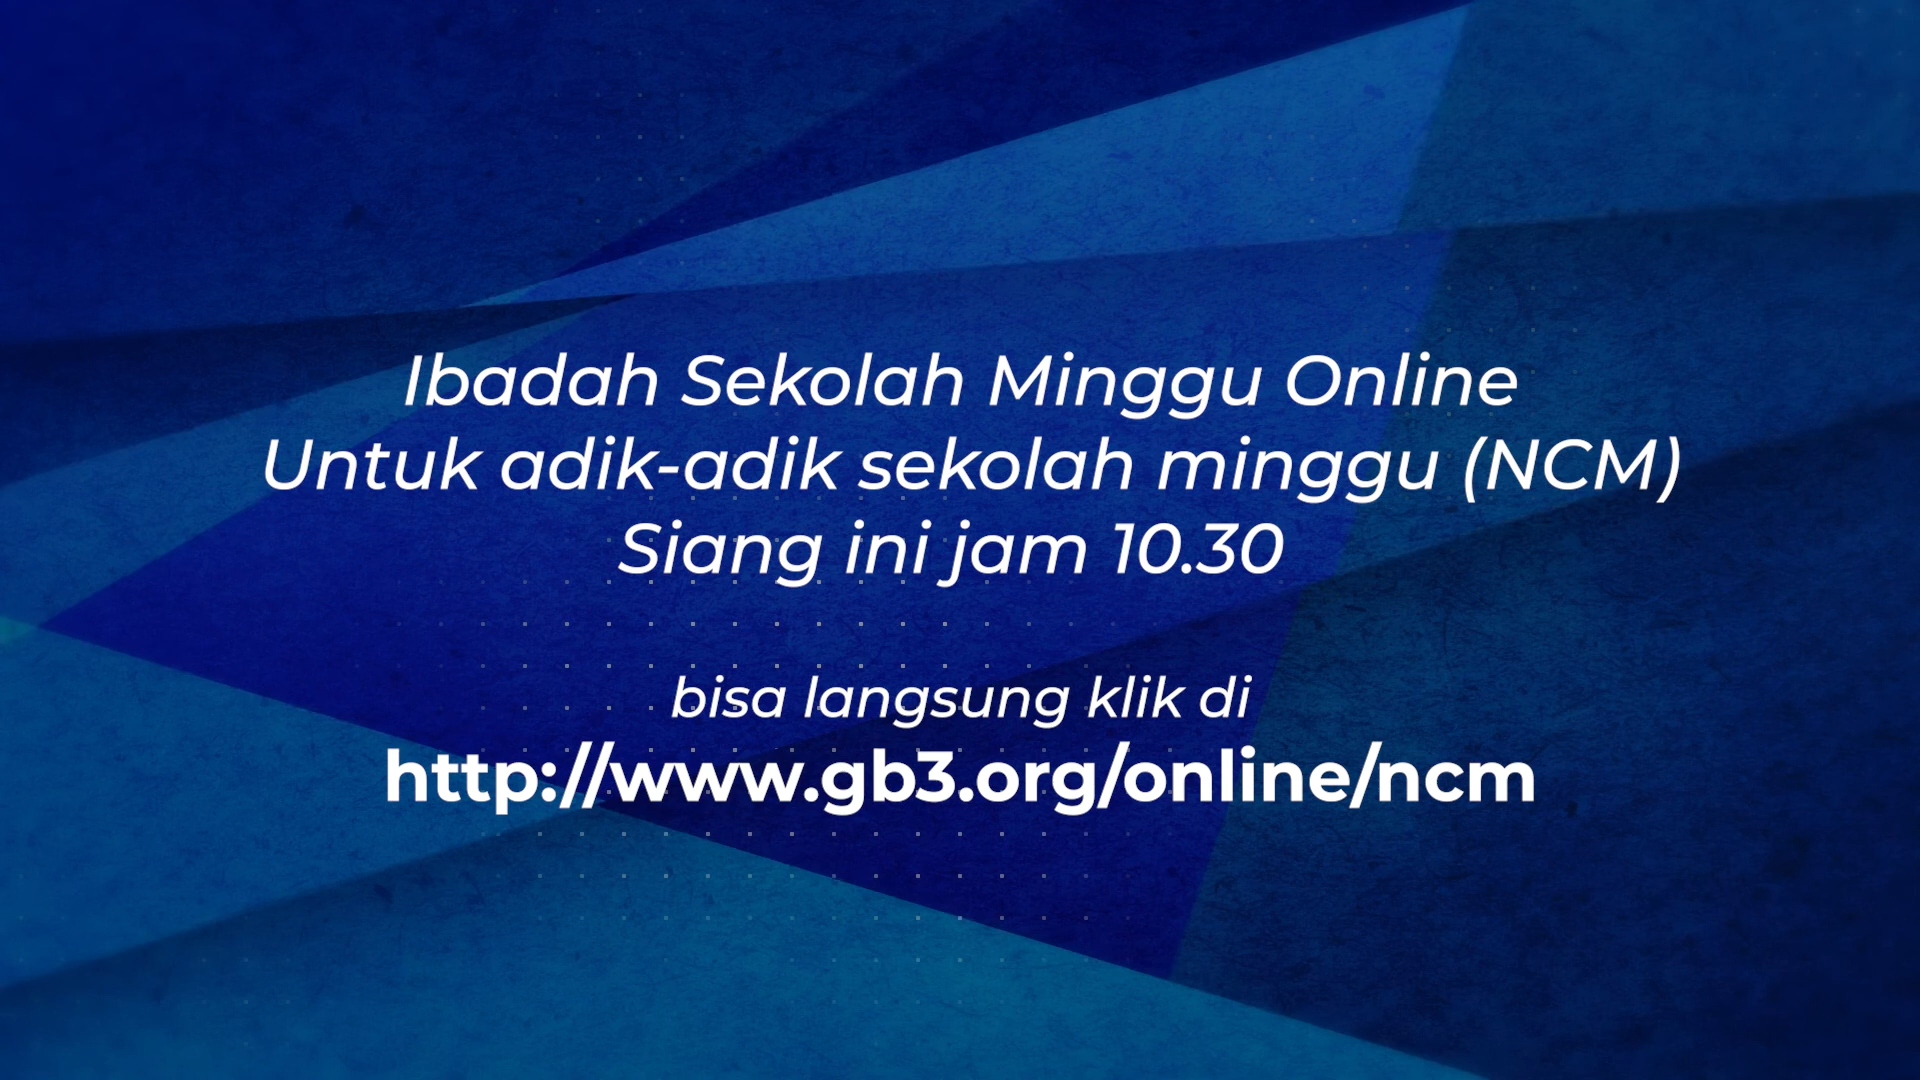 Ibadah Sekolah Minggu Online
Untuk adik-adik sekolah minggu (NCM)
Siang ini jam 10.30
bisa langsung klik di
http://www.gb3.org/online/ncm